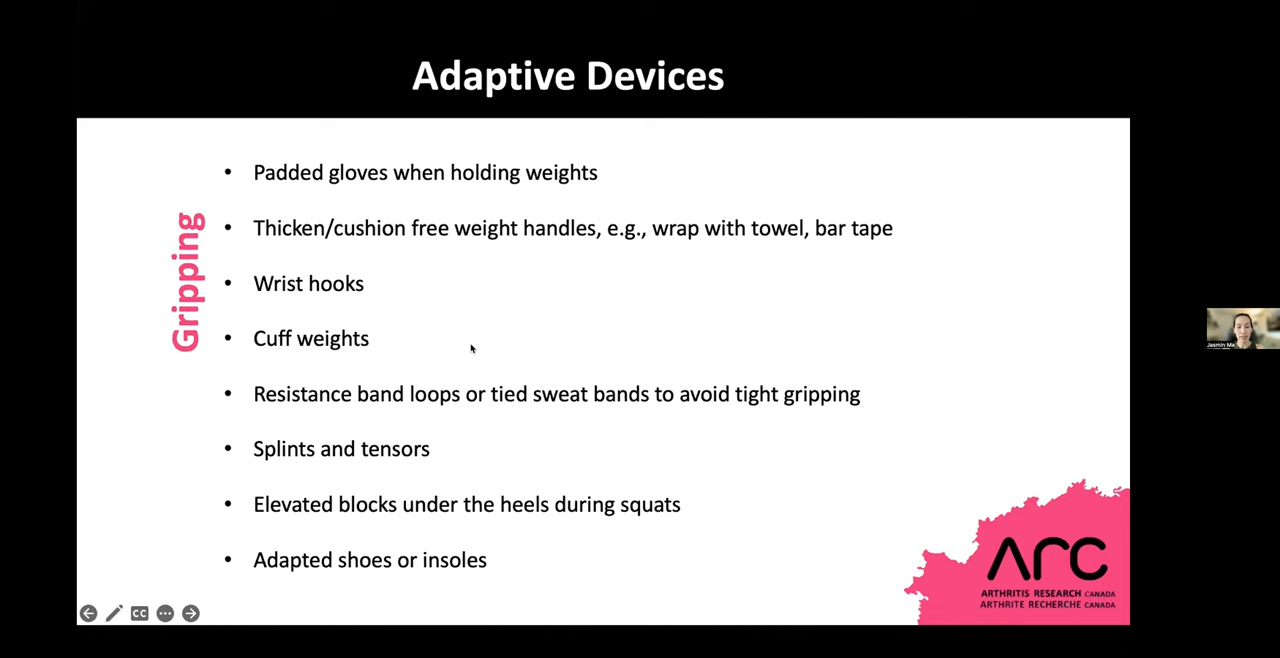 Adaptive Devices
Gripping
• Padded gloves when holding weights
• Thicken/cushion free weight handles, e.g., wrap with towel, bar tape
• Wrist hooks
• Cuff weights
• Resistance band loops or tied sweat bands to avoid tight gripping
• Splints and tensors
• Elevated blocks under the heels during squats
• Adapted shoes or insoles
Jasmin Ma
arc
ARTHRITIS RESEARCH CANADA
ARTHRITE RECHERCHE CANADA
CC